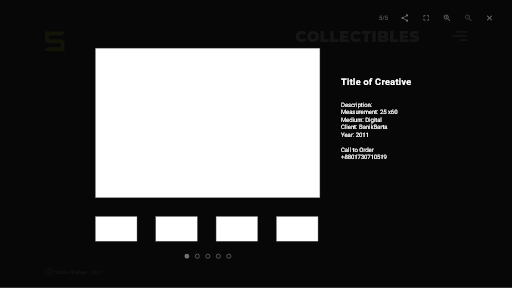 5/5
COLLECTIBLES
Title of Creative
Description:
Measurement: 25 x60
Medium: Digital
Client: BanikBarta
Year: 2011
Call to Order
+8801730710519